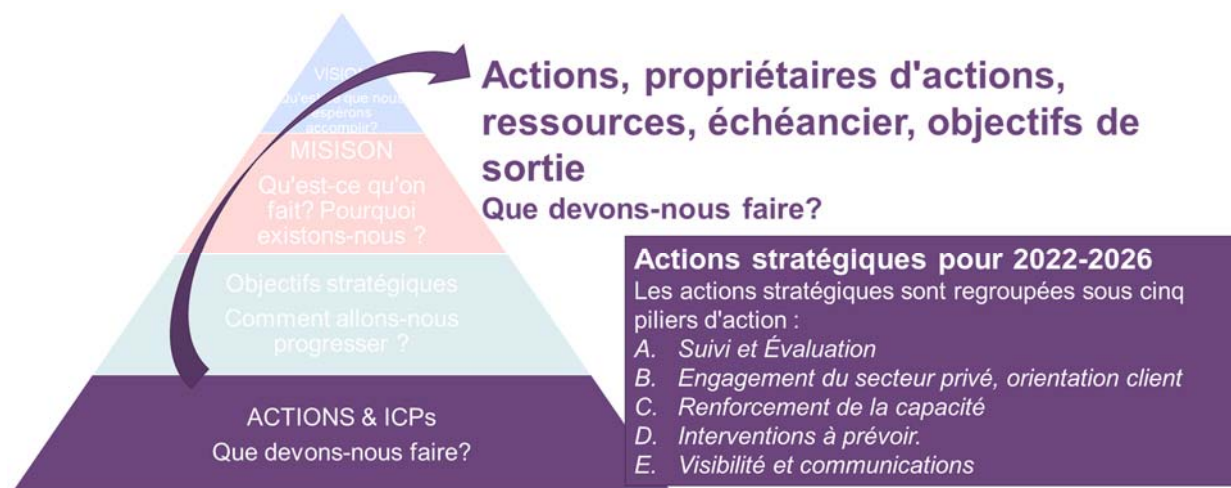 VISION
Qu'est-ce que nous
espérons
accomplir?
MISISON
Qu'est-ce qu'on
fait? Pourquoi
existons-nous ?
Objectifs stratégiques
Comment allons-nous
progresser ?
ACTIONS & ICPs
Que devons-nous faire?
Actions, propriétaires d'actions,
ressources, échéancier, objectifs de
sortie
Que devons-nous faire?
Actions stratégiques pour 2022-2026
Les actions stratégiques sont regroupées sous cinq
piliers d'action :
A. Suivi et Évaluation
B. Engagement du secteur privé, orientation client
C. Renforcement de la capacité
D. Interventions à prévoir.
E. Visibilité et communications